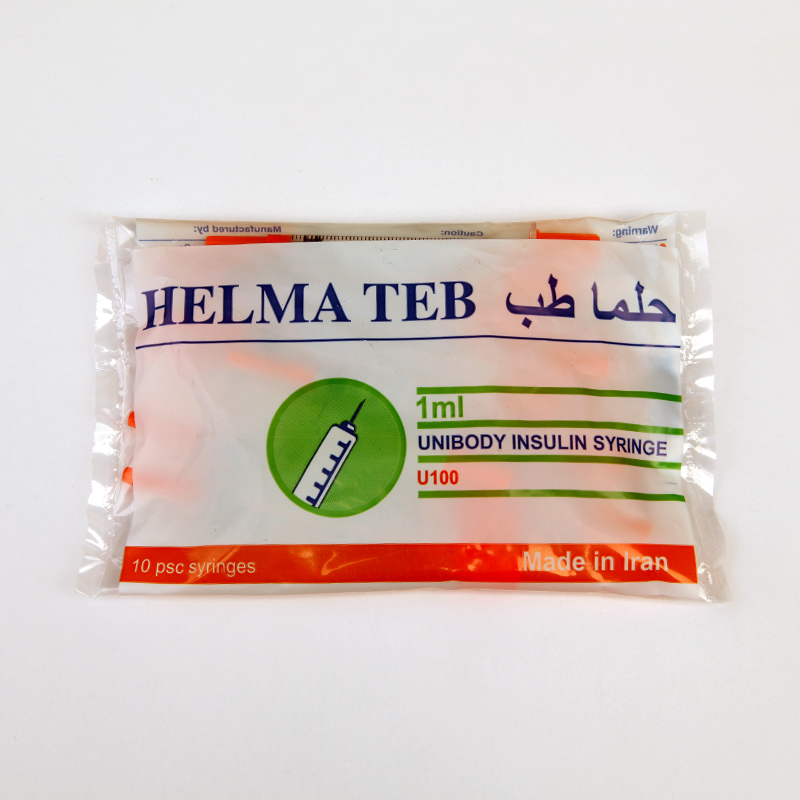 Manufactured by: Caution: Warning:
HELMA TEB حلما طب
1ml
UNIBODY INSULIN SYRINGE
U100
10 psc syringes Made in Iran